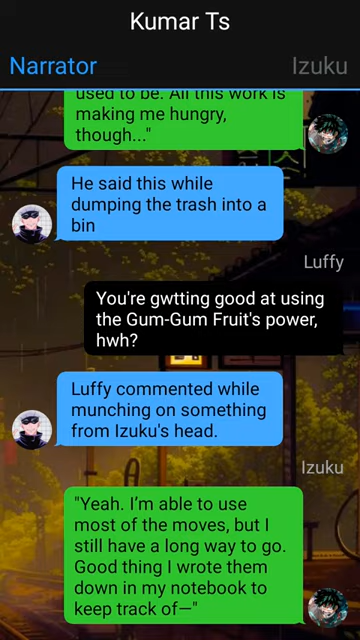 Kumar Ts
Narrator
Izuku
used to be. All this work is
making me hungry,
though..."
He said this while
dumping the trash into a
bin
Luffy
You're gwtting good at using
the Gum-Gum Fruit's power,
hwh?
Luffy commented while
munching on something
from Izuku's head.
Izuku
"Yeah. I’m able to use
most of the moves, but I
still have a long way to go.
Good thing I wrote them
down in my notebook to
keep track of—"